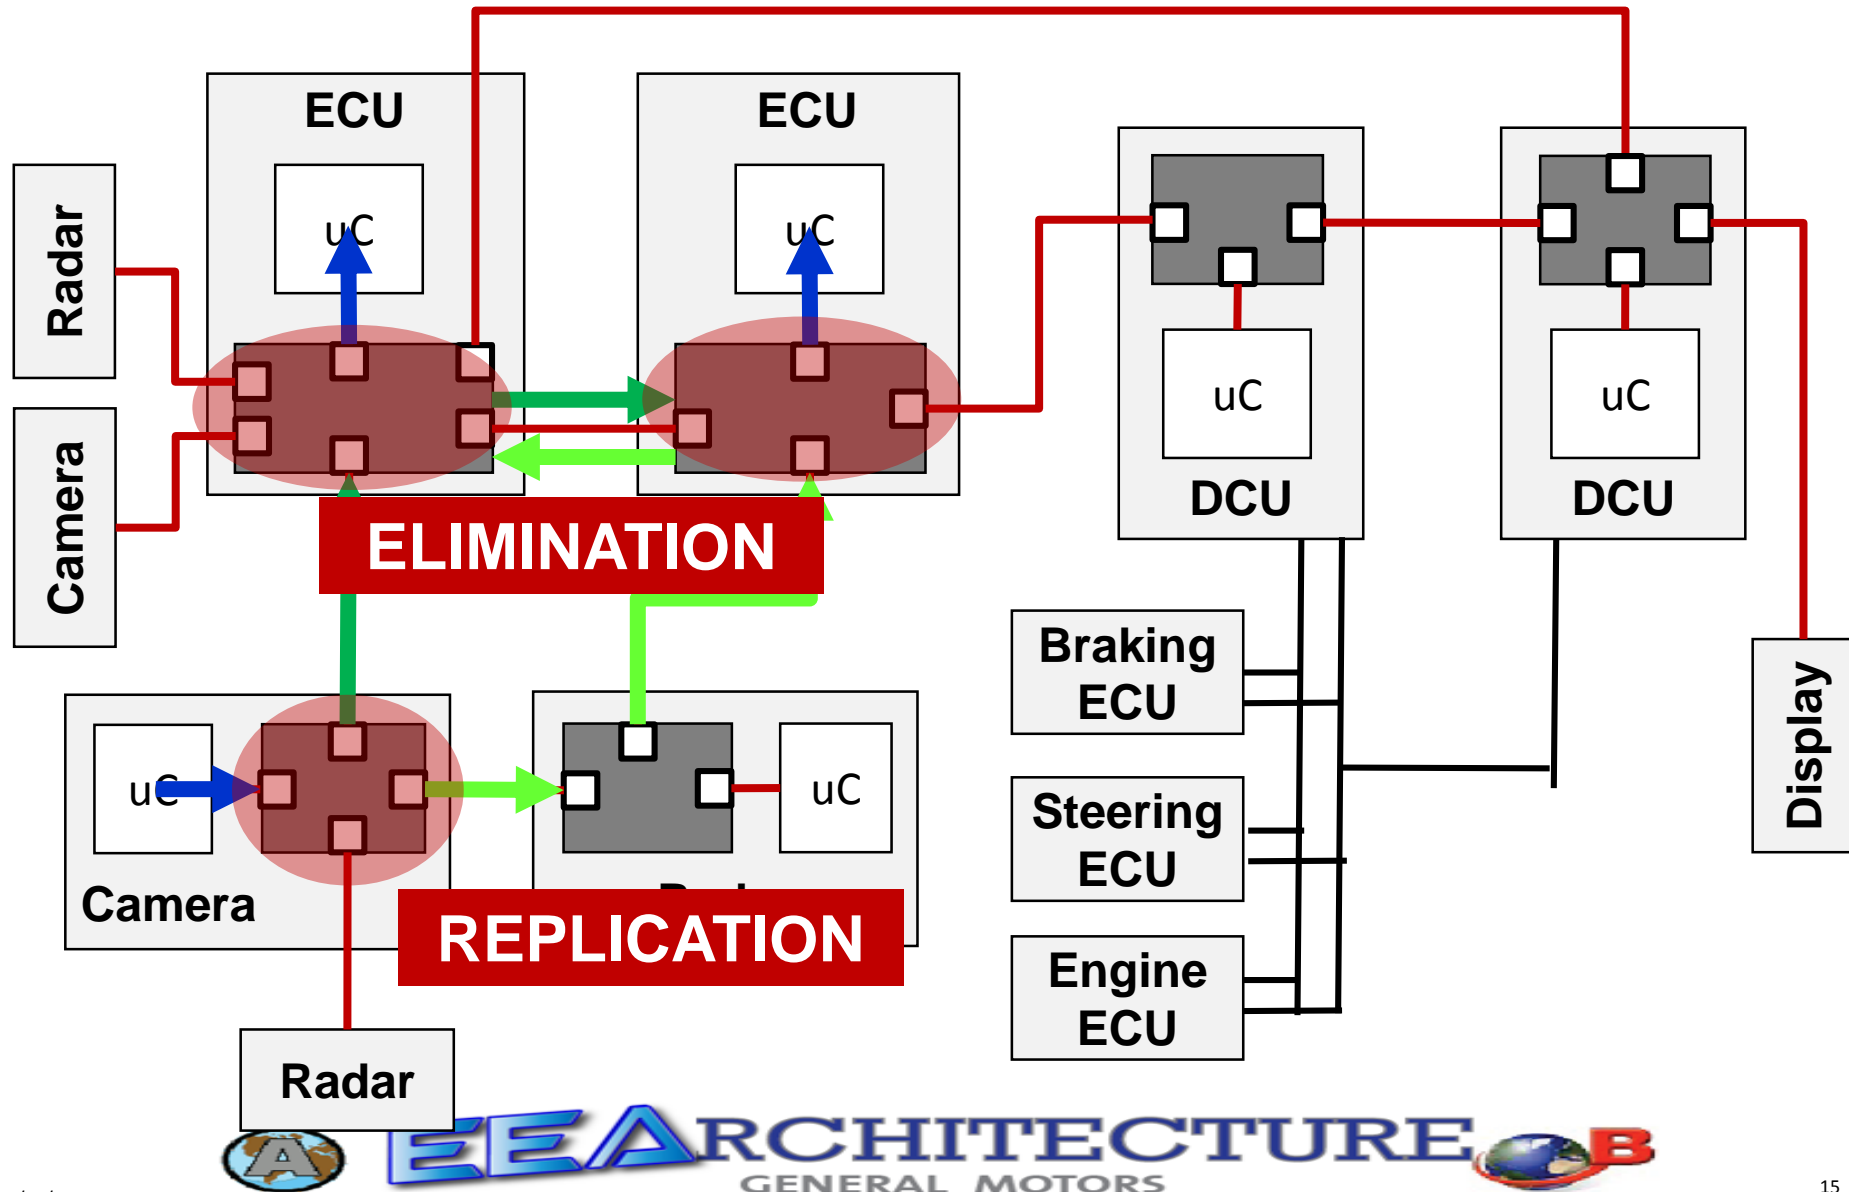 ECU
ECU
uC
uC
Radar
Camera
uC
uC
DCU
DCU
ELIMINATION
Braking
ECU
Steering
ECU
Engine
ECU
Display
uC
uC
Camera
REPLICATION
Radar
A
EEARCHITECTURE
B
GENERAL MOTORS
15